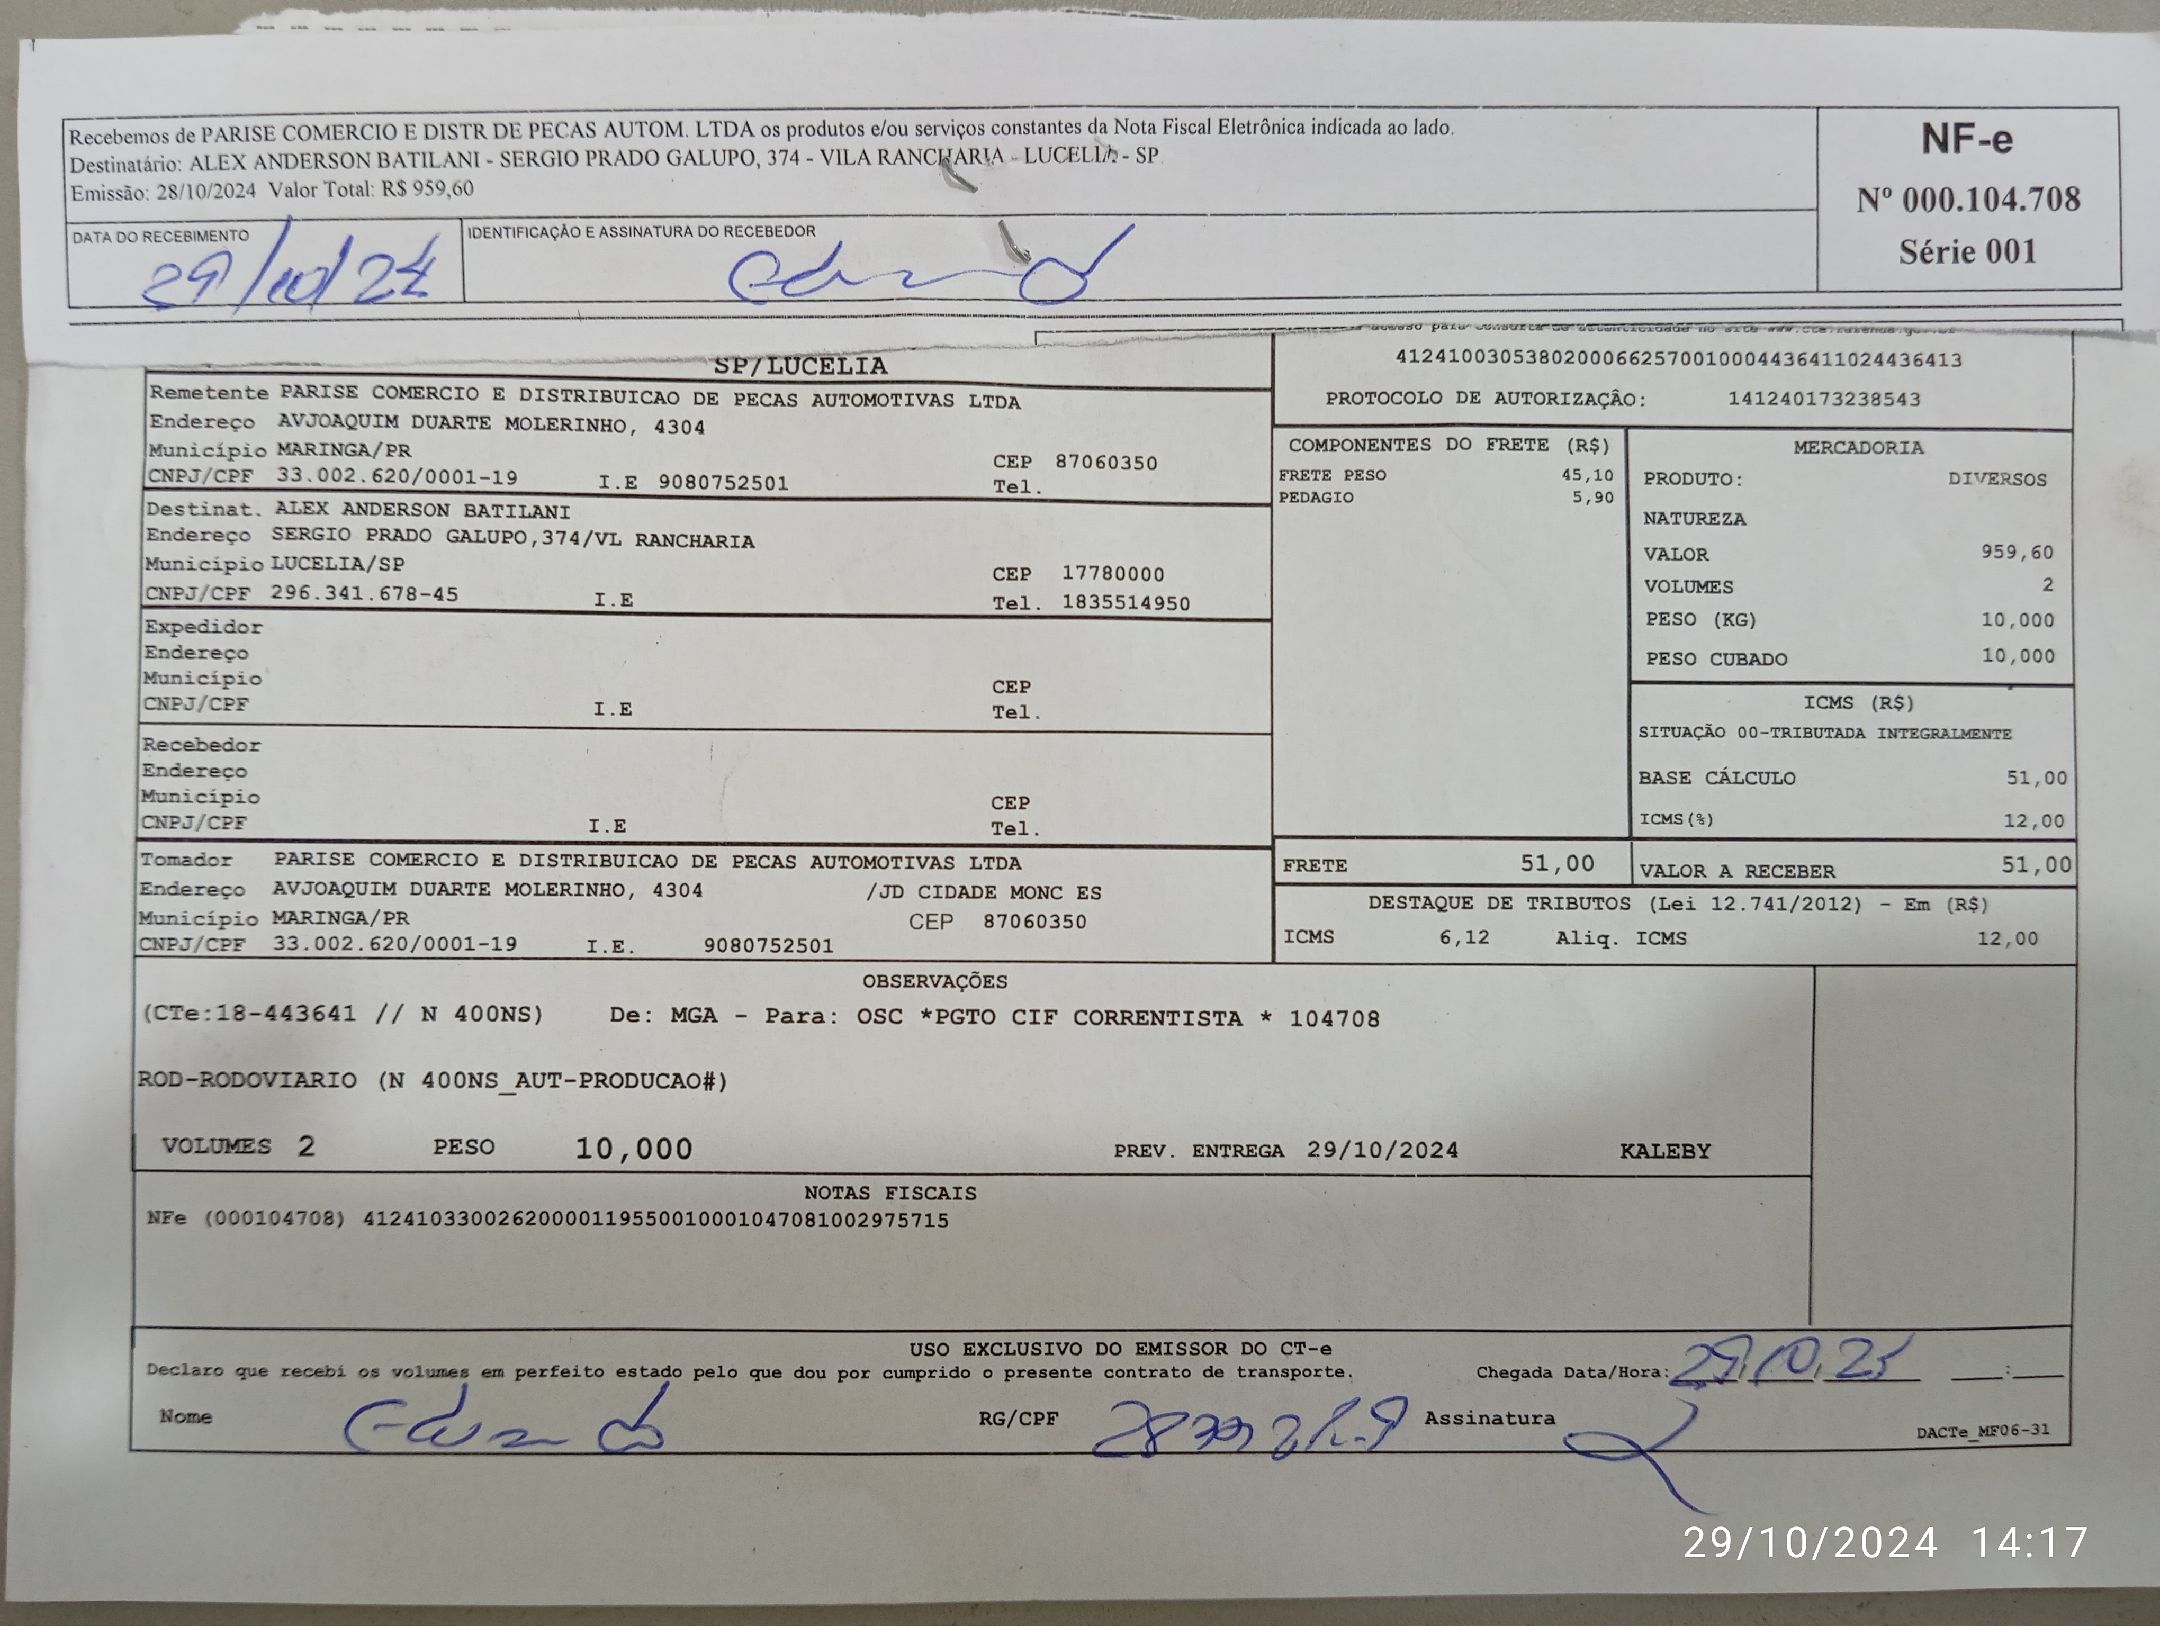 Recebemos de PARISE COMERCIO E DISTR DE PECAS AUTOM. LTDA os produtos e/ou serviços constantes da Nota Fiscal Eletrônica indicada ao lado.
Destinatário: ALEX ANDERSON BATILANI - SERGIO PRADO GALUPO, 374 - VILA RANCHARIA - LUCELIA - SP
Emissão: 28/10/2024 Valor Total: R$ 959,60
NF-e
Nº 000.104.708
Série 001
DATA DO RECEBIMENTO
29/10/24
IDENTIFICAÇÃO E ASSINATURA DO RECEBEDOR
acesso para consulta de autenticidade no site www.cte.fazenda.gov.br
41241003053802000662570010004436411024436413
PROTOCOLO DE AUTORIZAÇÂO: 141240173238543
SP/LUCELIA
Remetente PARISE COMERCIO E DISTRIBUICAO DE PECAS AUTOMOTIVAS LTDA
Endereço AVJOAQUIM DUARTE MOLERINHO, 4304
Município MARINGA/PR CEP 87060350
CNPJ/CPF 33.002.620/0001-19 I.E 9080752501 Tel.
Destinat. ALEX ANDERSON BATILANI
Endereço SERGIO PRADO GALUPO,374/VL RANCHARIA
Município LUCELIA/SP CEP 17780000
CNPJ/CPF 296.341.678-45 I.E Tel. 1835514950
Expedidor
Endereço
Município CEP
CNPJ/CPF I.E Tel.
Recebedor
Endereço
Município CEP
CNPJ/CPF I.E Tel.
Tomador PARISE COMERCIO E DISTRIBUICAO DE PECAS AUTOMOTIVAS LTDA
Endereço AVJOAQUIM DUARTE MOLERINHO, 4304 /JD CIDADE MONC ES
Município MARINGA/PR CEP 87060350
CNPJ/CPF 33.002.620/0001-19 I.E. 9080752501
COMPONENTES DO FRETE (R$)
FRETE PESO 45,10
PEDAGIO 5,90
MERCADORIA
PRODUTO: DIVERSOS
NATUREZA
VALOR 959,60
VOLUMES 2
PESO (KG) 10,000
PESO CUBADO 10,000
ICMS (R$)
SITUAÇÃO 00-TRIBUTADA INTEGRALMENTE
BASE CÁLCULO 51,00
ICMS(%) 12,00
FRETE 51,00 VALOR A RECEBER 51,00
DESTAQUE DE TRIBUTOS (Lei 12.741/2012) - Em (R$)
ICMS 6,12 Aliq. ICMS 12,00
OBSERVAÇÕES
(CTe:18-443641 // N 400NS) De: MGA - Para: OSC *PGTO CIF CORRENTISTA * 104708
ROD-RODOVIARIO (N 400NS_AUT-PRODUCAO#)
VOLUMES 2 PESO 10,000 PREV. ENTREGA 29/10/2024 KALEBY
NOTAS FISCAIS
NFe (000104708) 41241033002620000119550010001047081002975715
USO EXCLUSIVO DO EMISSOR DO CT-e
Declaro que recebi os volumes em perfeito estado pelo que dou por cumprido o presente contrato de transporte. Chegada Data/Hora: ___:___
Nome RG/CPF Assinatura
DACTe_MF06-31
29/10/2024 14:17